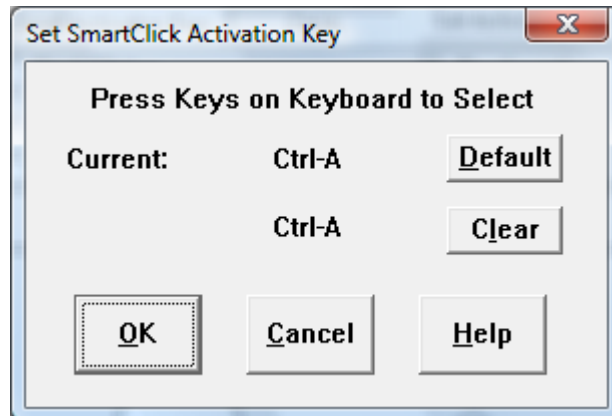 Set SmartClick Activation Key
Press Keys on Keyboard to Select
Current: Ctrl-A Default
Ctrl-A Clear
OK Cancel Help